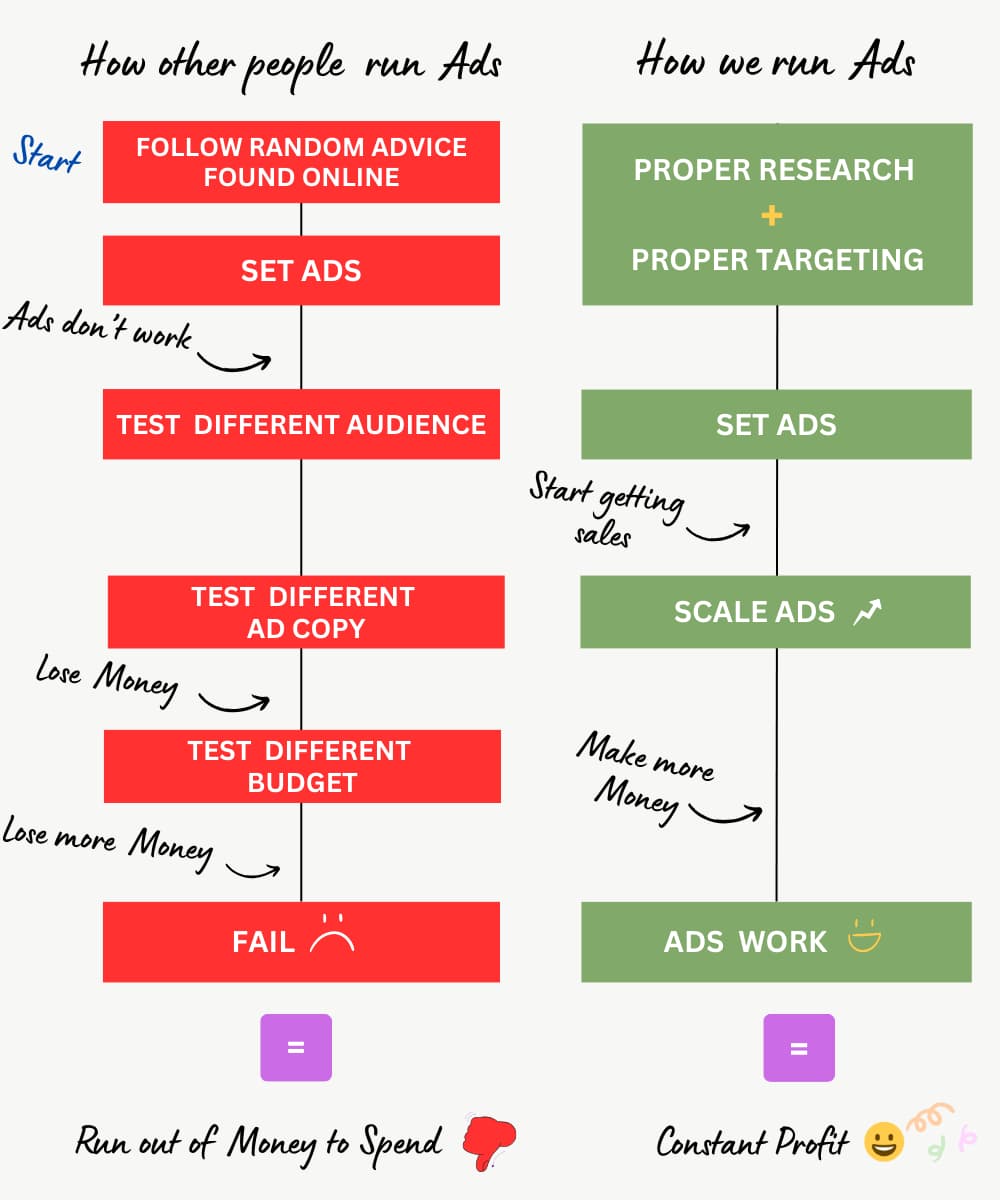 How other people run Ads
Start
FOLLOW RANDOM ADVICE
FOUND ONLINE
SET ADS
Ads don't work
TEST DIFFERENT AUDIENCE
TEST DIFFERENT
AD COPY
Lose Money
TEST DIFFERENT
BUDGET
Lose more Money
FAIL
=
Run out of Money to Spend
How we run Ads
PROPER RESEARCH
+
PROPER TARGETING
SET ADS
Start getting
sales
SCALE ADS
Make more
Money
ADS WORK
=
Constant Profit